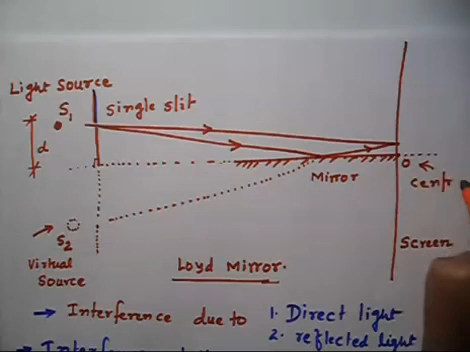 Light Source
S1
Single slit
d
O
Mirror
centr
S2
Screen
Virtual
Source
Loyd Mirror.
→ Interference due to
1. Direct light
2. reflected light